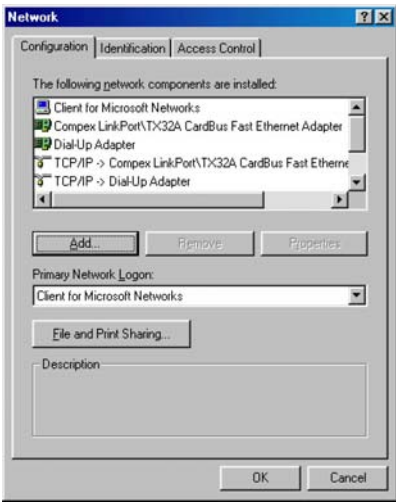 Network
Configuration Identification Access Control
The following network components are installed:
Client for Microsoft Networks
Compex LinkPort\TX32A CardBus Fast Ethernet Adapter
Dial-Up Adapter
TCP/IP -> Compex LinkPort\TX32A CardBus Fast Etherne
TCP/IP -> Dial-Up Adapter
Add... Remove Properties
Primary Network Logon:
Client for Microsoft Networks
File and Print Sharing...
Description
OK Cancel